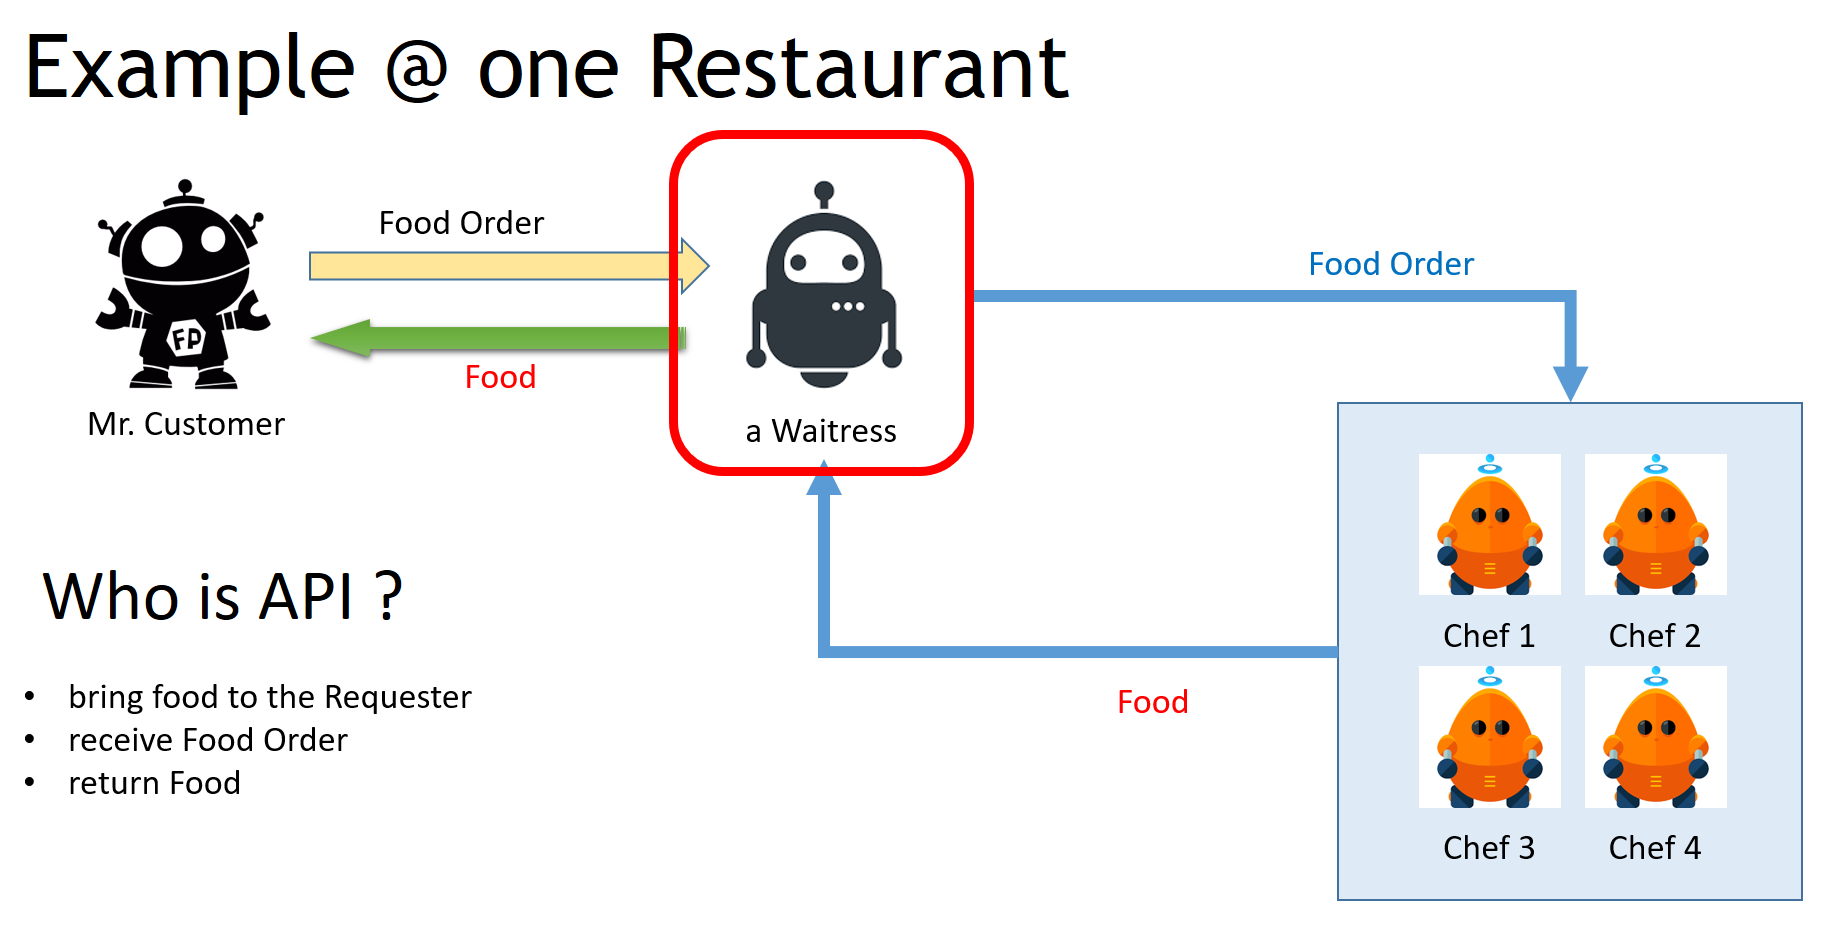 Example @ one Restaurant
Food Order
Food Order
FP
Food
Mr. Customer
a Waitress
Who is API ?
Chef 1
Chef 2
• bring food to the Requester
• receive Food Order
• return Food
Food
Chef 3
Chef 4